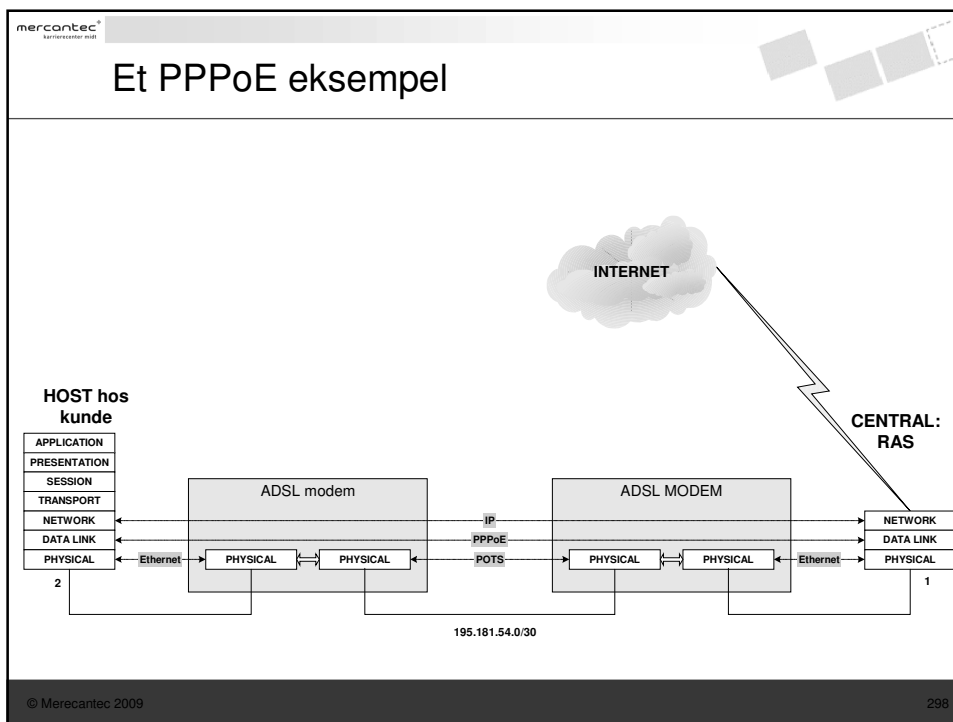 mercantec+
karrierecenter midt
Et PPPoE eksempel
INTERNET
HOST hos
kunde
CENTRAL:
RAS
APPLICATION
PRESENTATION
SESSION
TRANSPORT
NETWORK
DATA LINK
PHYSICAL
2
ADSL modem
ADSL MODEM
IP
PPPoE
Ethernet
PHYSICAL
PHYSICAL
POTS
PHYSICAL
PHYSICAL
Ethernet
NETWORK
DATA LINK
PHYSICAL
1
195.181.54.0/30
© Merecantec 2009
298